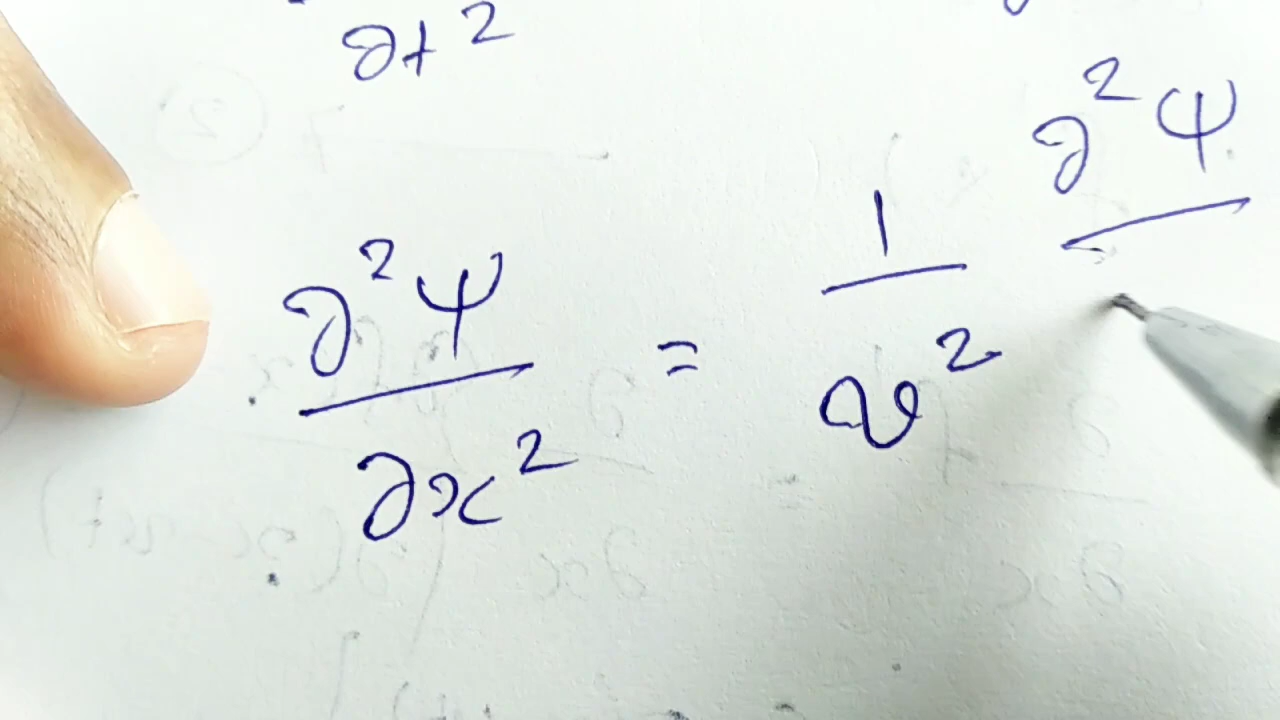 ∂t²
∂²ψ/∂x² = 1/v² ∂²ψ/